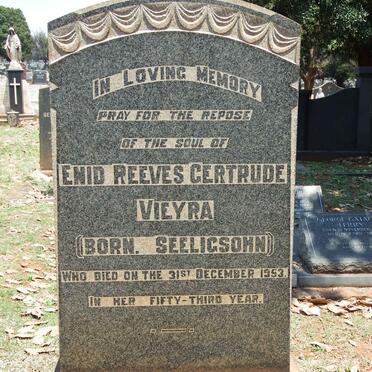 IN LOVING MEMORY
PRAY FOR THE REPOSE
OF THE SOUL OF
ENID REEVES GERTRUDE
VIEYRA
(BORN. SEELIGSOHN)
WHO DIED ON THE 31ST DECEMBER 1953.
IN HER FIFTY-THIRD YEAR.